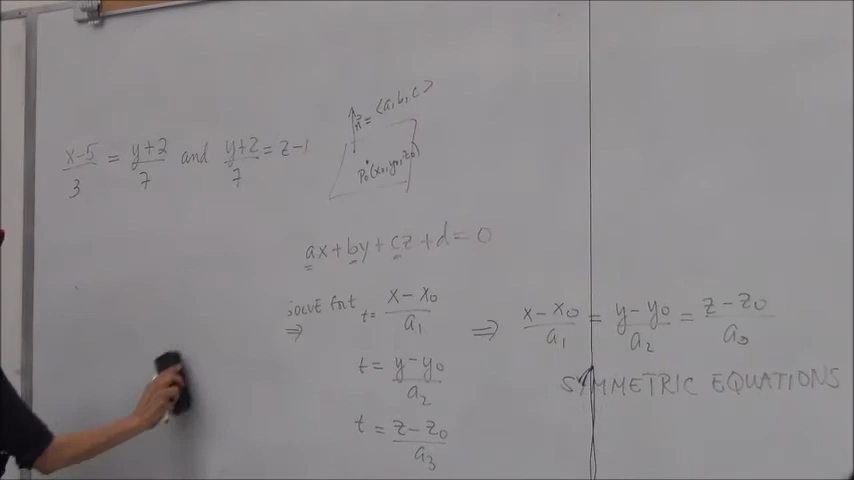 n⃗ = <a, b, c>
(x-5)/3 = (y+2)/7 and (y+2)/7 = z-1
P₀(x₀, y₀, z₀)
ax + by + cz + d = 0
solve for t t = (x - x₀)/a₁ ⇒ (x - x₀)/a₁ = (y - y₀)/a₂ = (z - z₀)/a₀
⇒
t = (y - y₀)/a₂
SYMMETRIC EQUATIONS
t = (z - z₀)/a₃